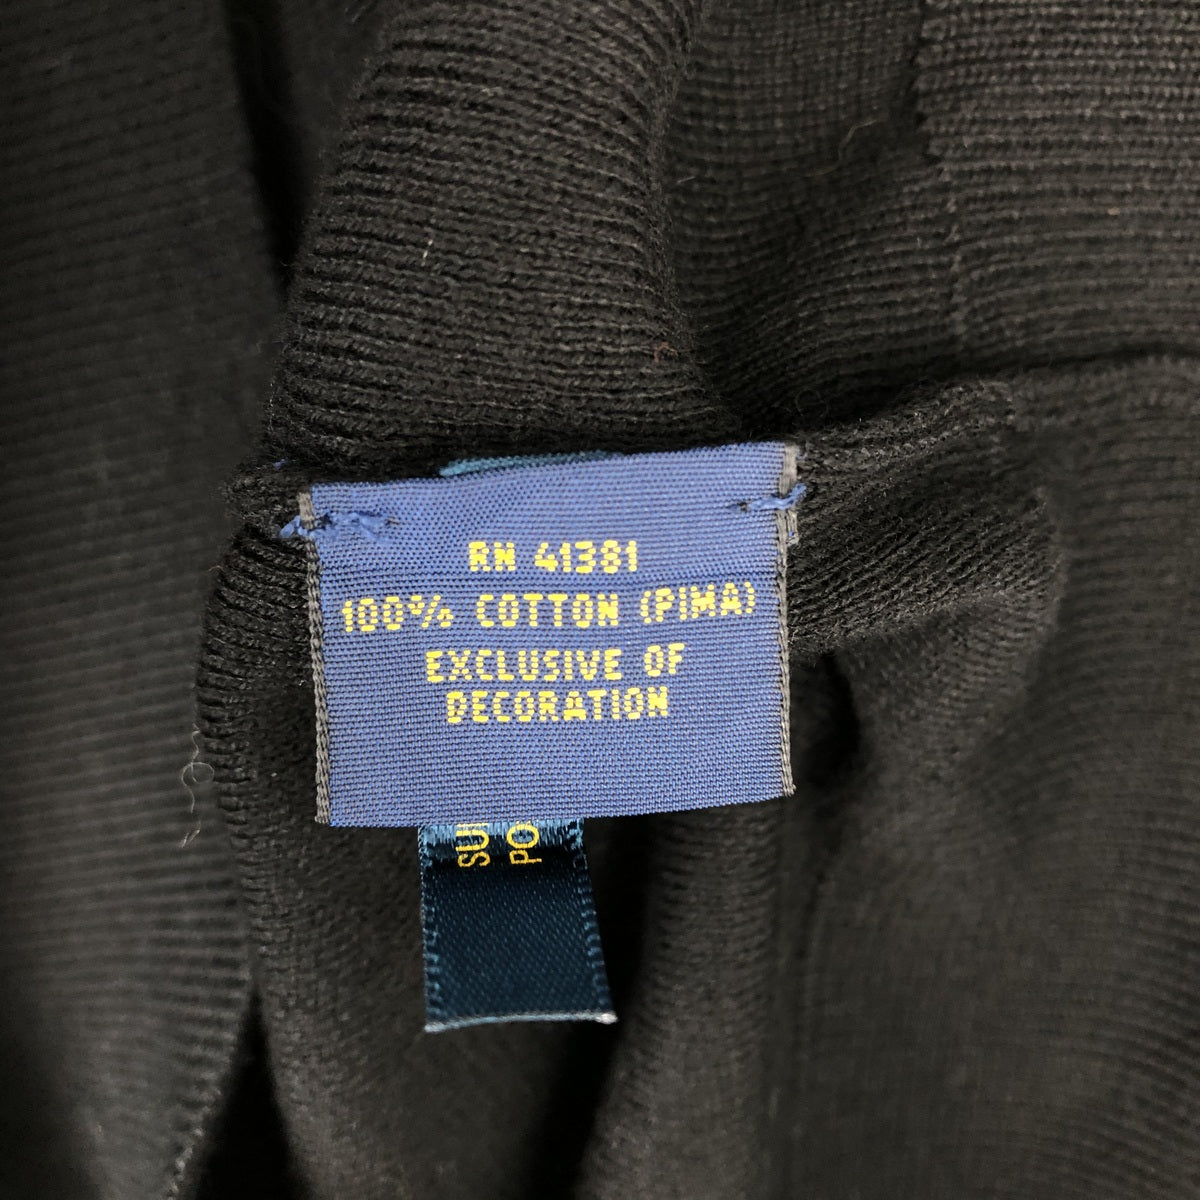 RN 41381
100% COTTON (PIMA)
EXCLUSIVE OF
DECORATION